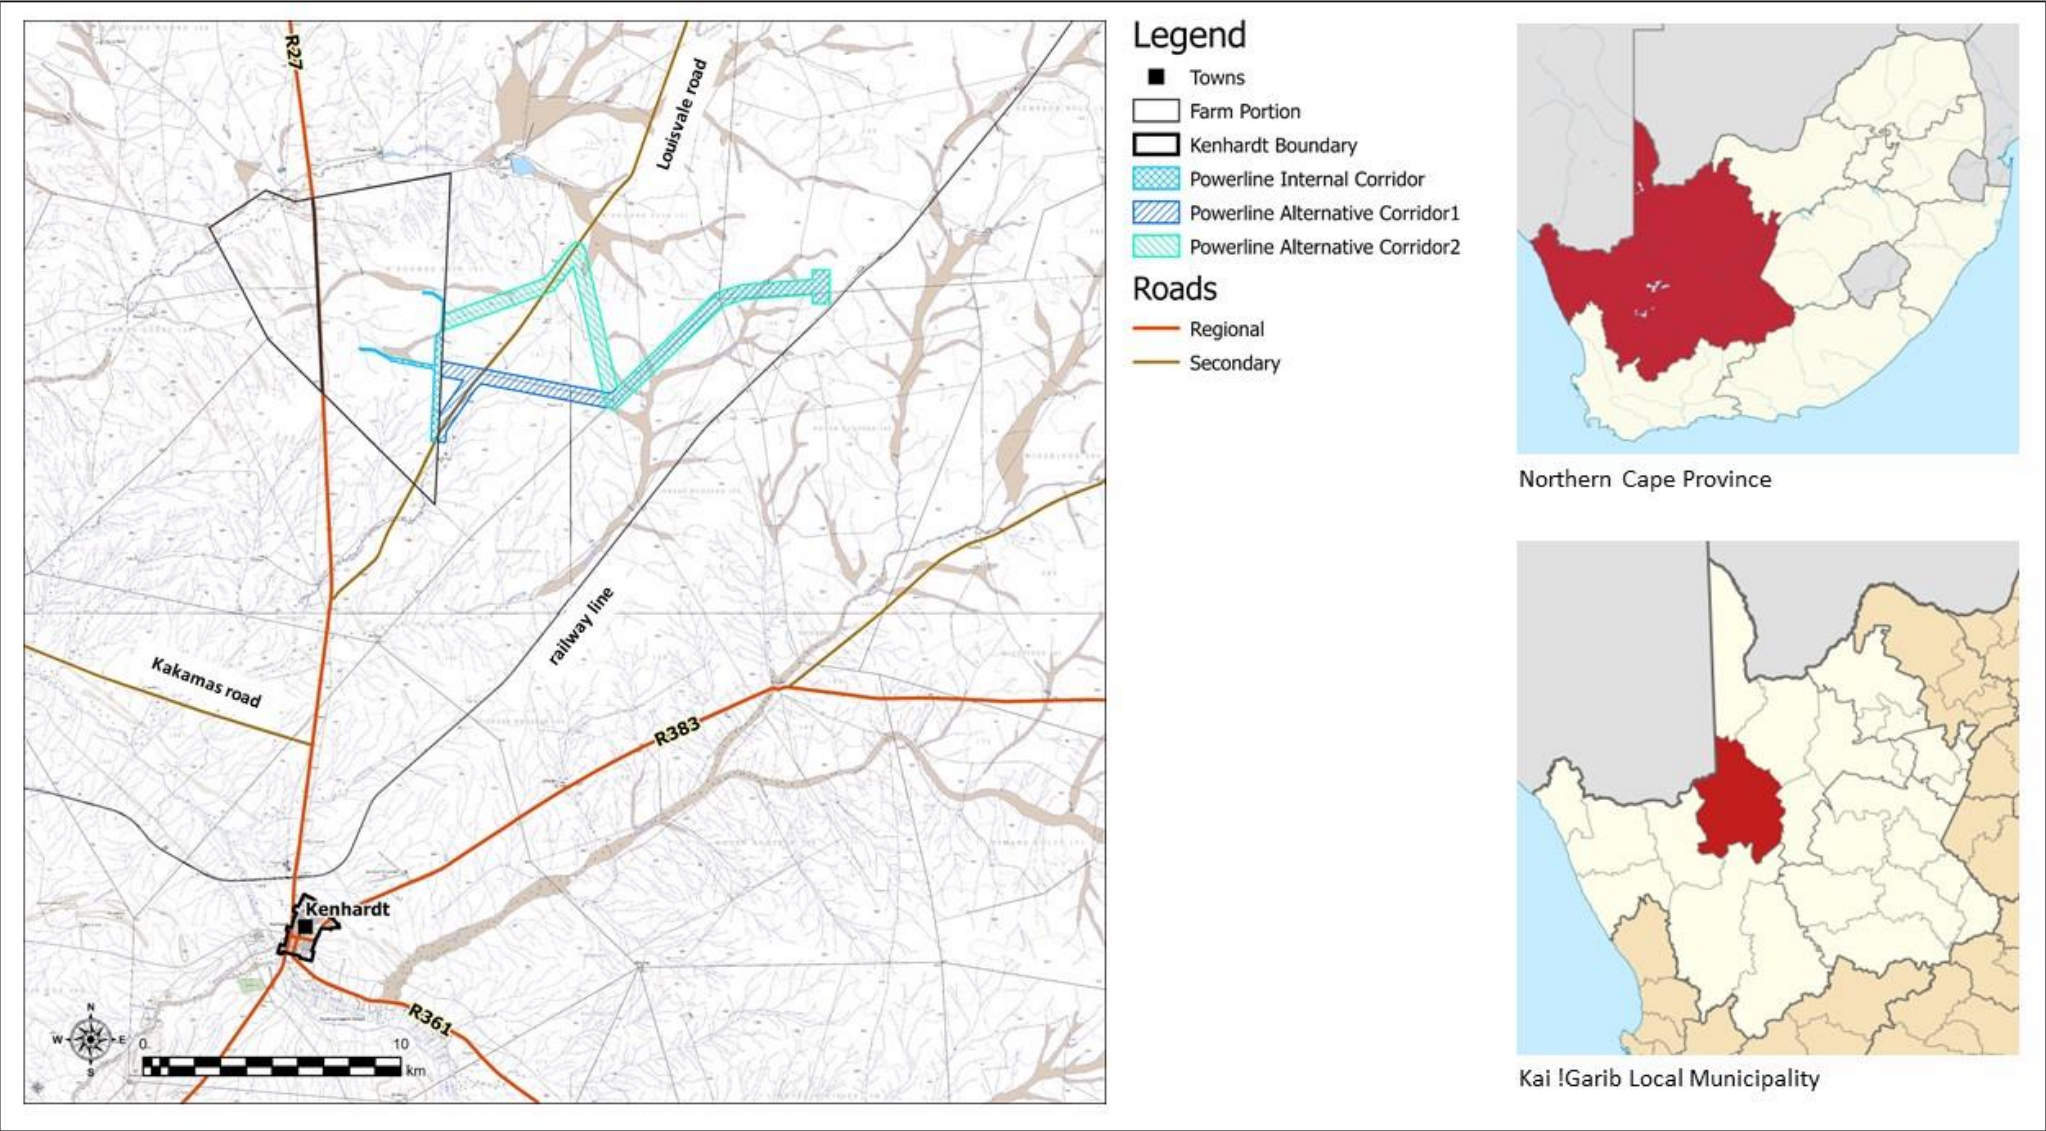 R27
Louisvale road
railway line
Kakamas road
R383
Kenhardt
R361
N
W
E
S
0
10
km
Legend
Towns
Farm Portion
Kenhardt Boundary
Powerline Internal Corridor
Powerline Alternative Corridor1
Powerline Alternative Corridor2
Roads
Regional
Secondary
Northern Cape Province
Kai !Garib Local Municipality